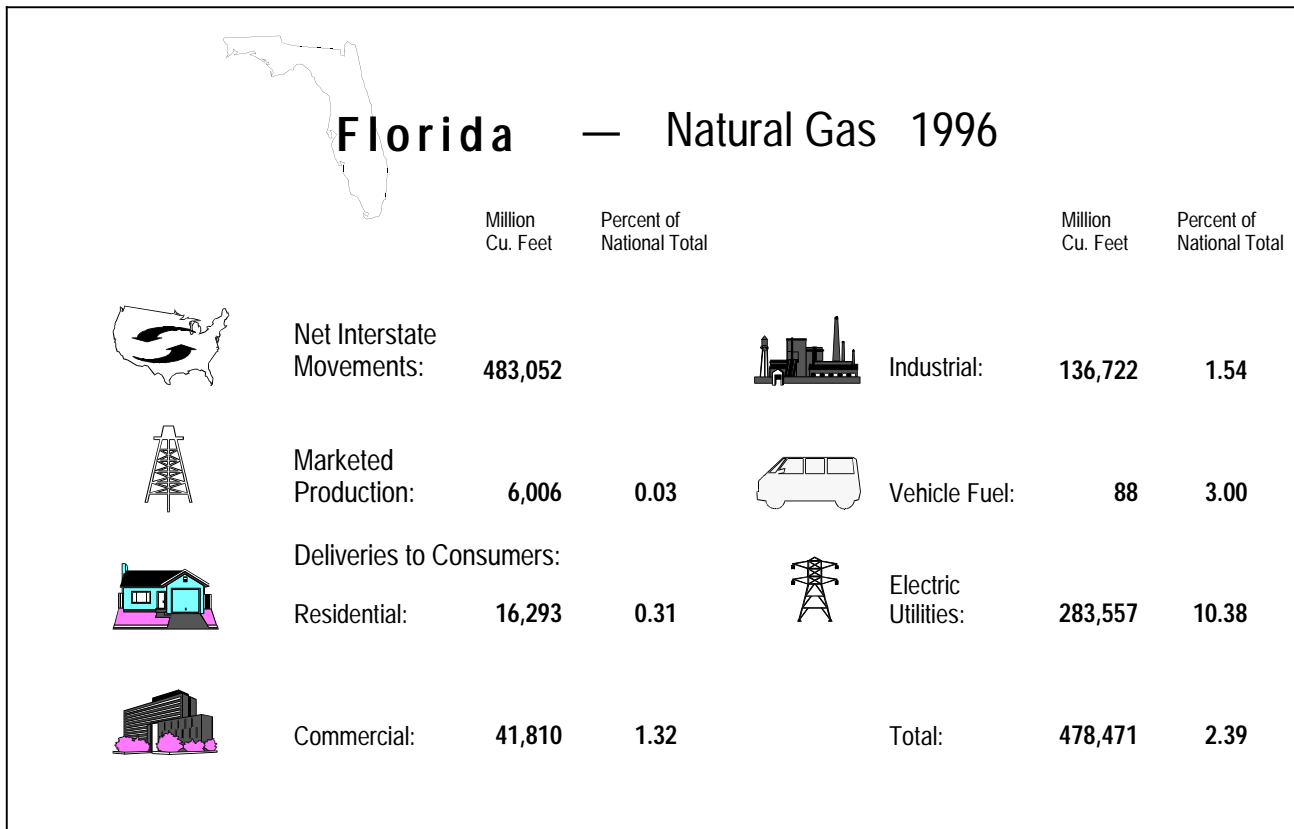 Florida — Natural Gas 1996
Million Cu. Feet
Percent of National Total
Million Cu. Feet
Percent of National Total
Net Interstate
Movements: 483,052
Industrial: 136,722 1.54
Marketed
Production: 6,006 0.03
Vehicle Fuel: 88 3.00
Deliveries to Consumers:
Residential: 16,293 0.31
Electric
Utilities: 283,557 10.38
Commercial: 41,810 1.32
Total: 478,471 2.39